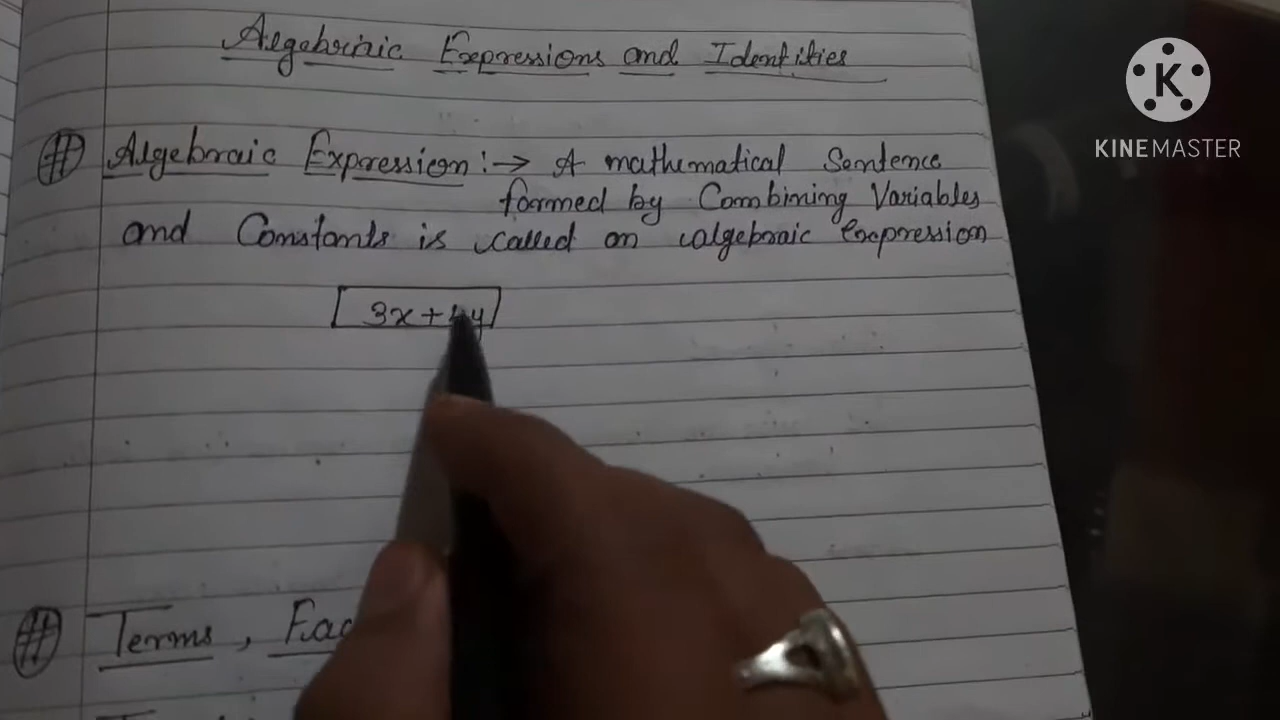 Algebraic Expressions and Identities
KINEMASTER
# Algebraic Expression :→ A mathematical Sentence
formed by Combining Variables
and Constants is called an algebraic expression
3x+4y
# Terms,